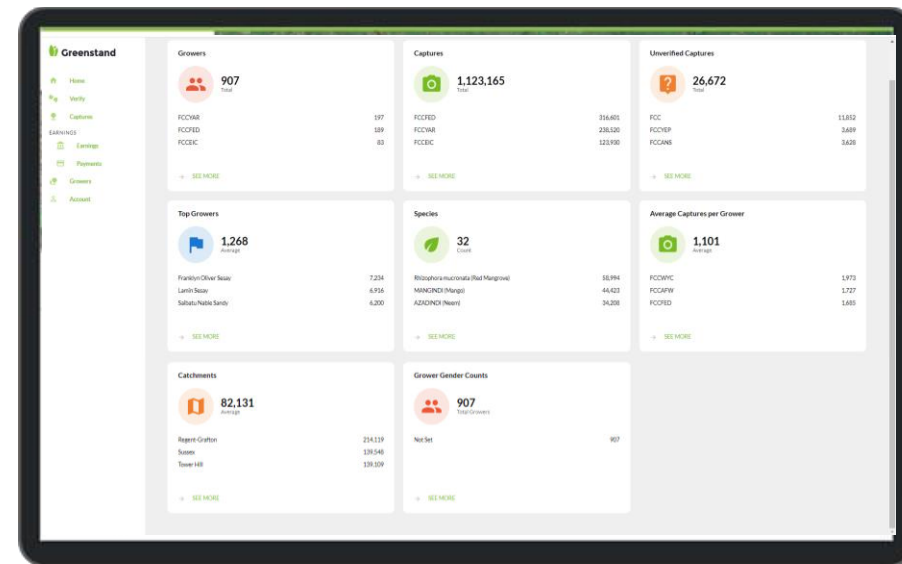 Greenstand
Home
Verify
Captures
EARNINGS
Earnings
Payments
Growers
Account
Growers
907
Total
FCCYAR 197
FCCFED 189
FCCEIC 83
SEE MORE
Captures
1,123,165
Total
FCCFED 316,601
FCCYAR 238,520
FCCEIC 123,930
SEE MORE
Unverified Captures
26,672
Total
FCC 11,852
FCCYEP 3,689
FCCANS 3,628
SEE MORE
Top Growers
1,268
Average
Franklyn Oliver Sesay 7,234
Lamin Sesay 6,916
Saibatu Nable Sandy 6,200
SEE MORE
Species
32
Count
Rhizophora mucronata (Red Mangrove) 58,994
MANGINDI (Mango) 44,423
AZADINDI (Neem) 34,208
SEE MORE
Average Captures per Grower
1,101
Average
FCCWYC 1,973
FCCAFW 1,727
FCCFED 1,685
SEE MORE
Catchments
82,131
Average
Regent-Grafton 214,119
Sussex 139,546
Tower Hill 139,109
SEE MORE
Grower Gender Counts
907
Total Growers
Not Set 907
SEE MORE